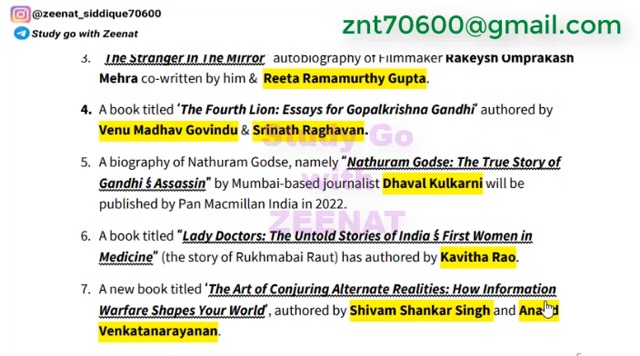 @zeenat_siddique70600
Study go with Zeenat
znt70600@gmail.com
3. "The Stranger In The Mirror" autobiography of Filmmaker Rakeysh Omprakash
Mehra co-written by him & Reeta Ramamurthy Gupta.
4. A book titled 'The Fourth Lion: Essays for Gopalkrishna Gandhi' authored by
Venu Madhav Govindu & Srinath Raghavan.
5. A biography of Nathuram Godse, namely "Nathuram Godse: The True Story of
Gandhi's Assassin" by Mumbai-based journalist Dhaval Kulkarni will be
published by Pan Macmillan India in 2022.
6. A book titled "Lady Doctors: The Untold Stories of India's First Women in
Medicine" (the story of Rukhmabai Raut) has authored by Kavitha Rao.
7. A new book titled 'The Art of Conjuring Alternate Realities: How Information
Warfare Shapes Your World', authored by Shivam Shankar Singh and Anand
Venkatanarayanan.
Study Go
with
ZEENAT